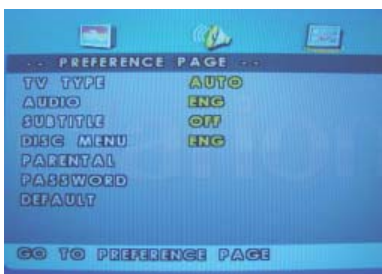 -- PREFERENCE PAGE --
TV TYPE AUTO
AUDIO ENG
SUBTITLE OFF
DISC MENU ENG
PARENTAL
PASSWORD
DEFAULT
GO TO PREFERENCE PAGE